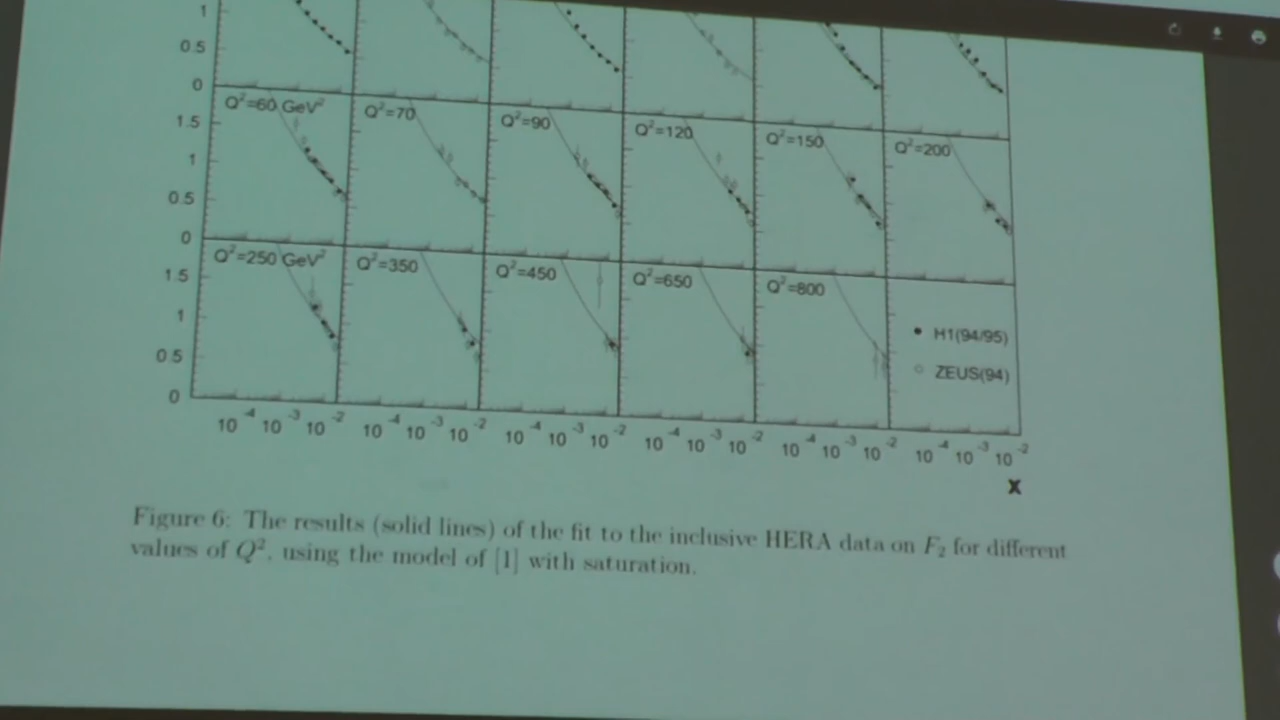 1
0.5
0
Q²=60 GeV² Q²=70 Q²=90 Q²=120 Q²=150 Q²=200
1.5
1
0.5
0
Q²=250 GeV² Q²=350 Q²=450 Q²=650 Q²=800
1.5
1
0.5
0
H1(94/95)
ZEUS(94)
10⁻⁴ 10⁻³ 10⁻² 10⁻⁴ 10⁻³ 10⁻² 10⁻⁴ 10⁻³ 10⁻² 10⁻⁴ 10⁻³ 10⁻² 10⁻⁴ 10⁻³ 10⁻² 10⁻⁴ 10⁻³ 10⁻²
X
Figure 6: The results (solid lines) of the fit to the inclusive HERA data on F₂ for different
values of Q², using the model of [1] with saturation.